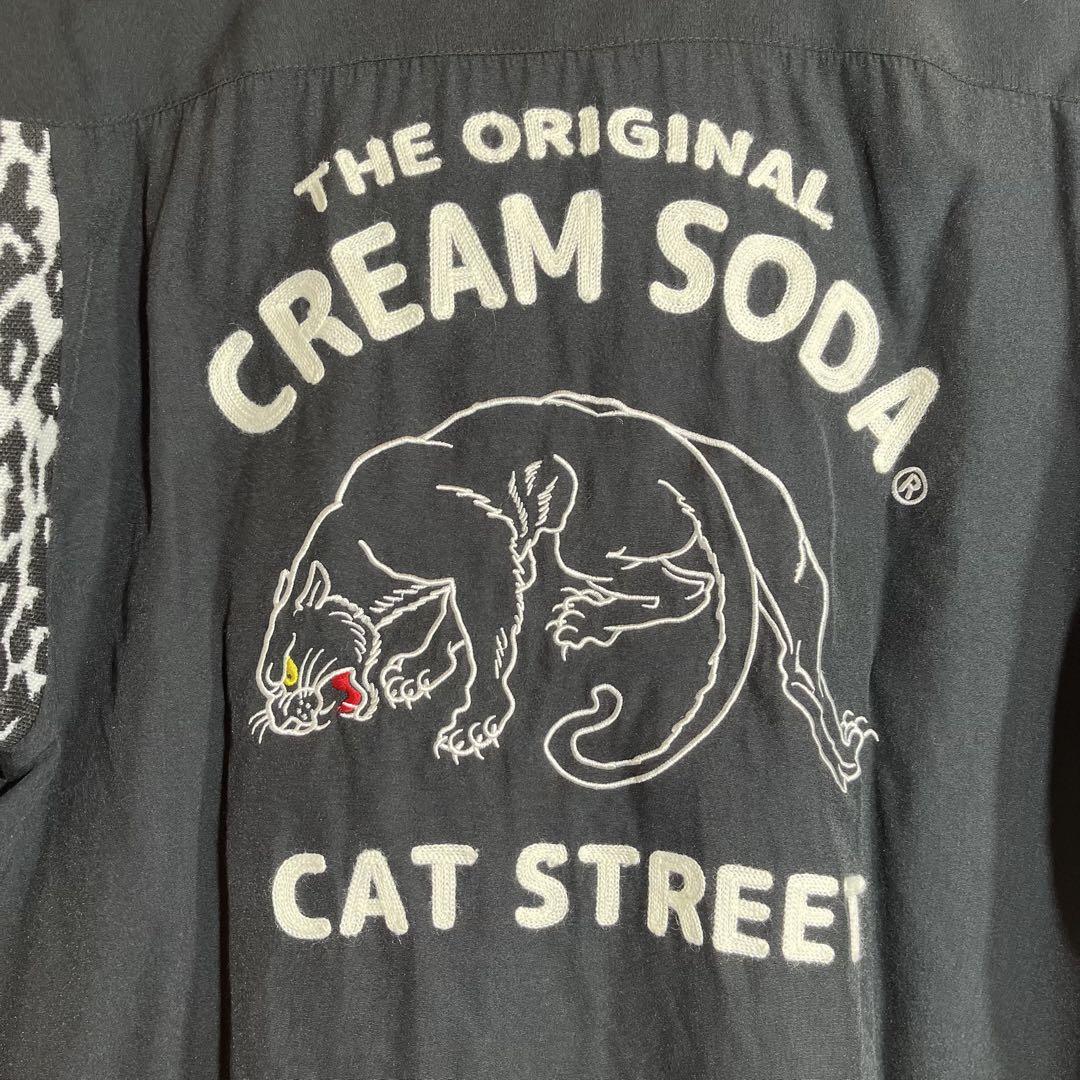 THE ORIGINAL
CREAM SODA®
CAT STREET